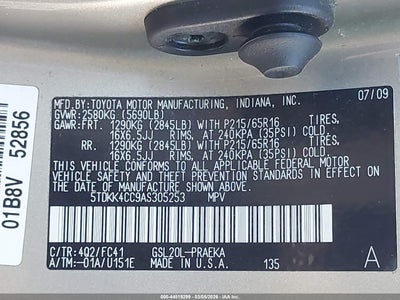 MFD. BY: TOYOTA MOTOR MANUFACTURING, INDIANA, INC. 07/09
GVWR: 2580KG (5690LB)
GAWR: FRT. 1290KG (2845LB) WITH P215/65R16 TIRES,
16X6.5JJ RIMS, AT 240KPA (35PSI) COLD.
RR. 1290KG (2845LB) WITH P215/65R16 TIRES,
16X6.5JJ RIMS, AT 240KPA (35PSI) COLD.
THIS VEHICLE CONFORMS TO ALL APPLICABLE FEDERAL
MOTOR VEHICLE SAFETY, BUMPER, AND THEFT PREVENTION
STANDARDS IN EFFECT ON THE DATE OF MANUFACTURE
SHOWN ABOVE.
5TDKK4CC9AS305253 MPV
C/TR: 4Q2/FC41 GSL20L-PRAEKA
A/TM: -01A/U151E MADE IN U.S.A. 135 A
01B8V 52856